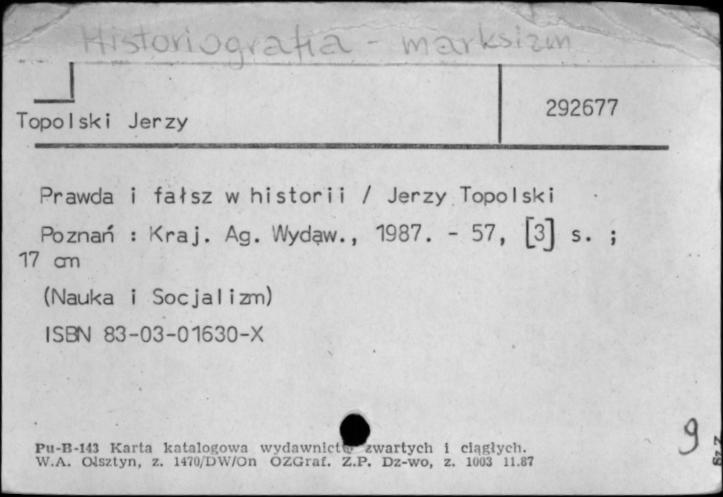 Historiografia - marksizm
292677
Topolski Jerzy
Prawda i fałsz w historii / Jerzy Topolski
Poznań : Kraj. Ag. Wydaw., 1987. - 57, [3] s. ;
17 cm
(Nauka i Socjalizm)
ISBN 83-03-01630-X
9
Pu-B-143 Karta katalogowa wydawnictw zwartych i ciągłych.
W.A. Olsztyn, z. 1470/DW/On OZGraf. Z.P. Dz-wo, z. 1003 11.87